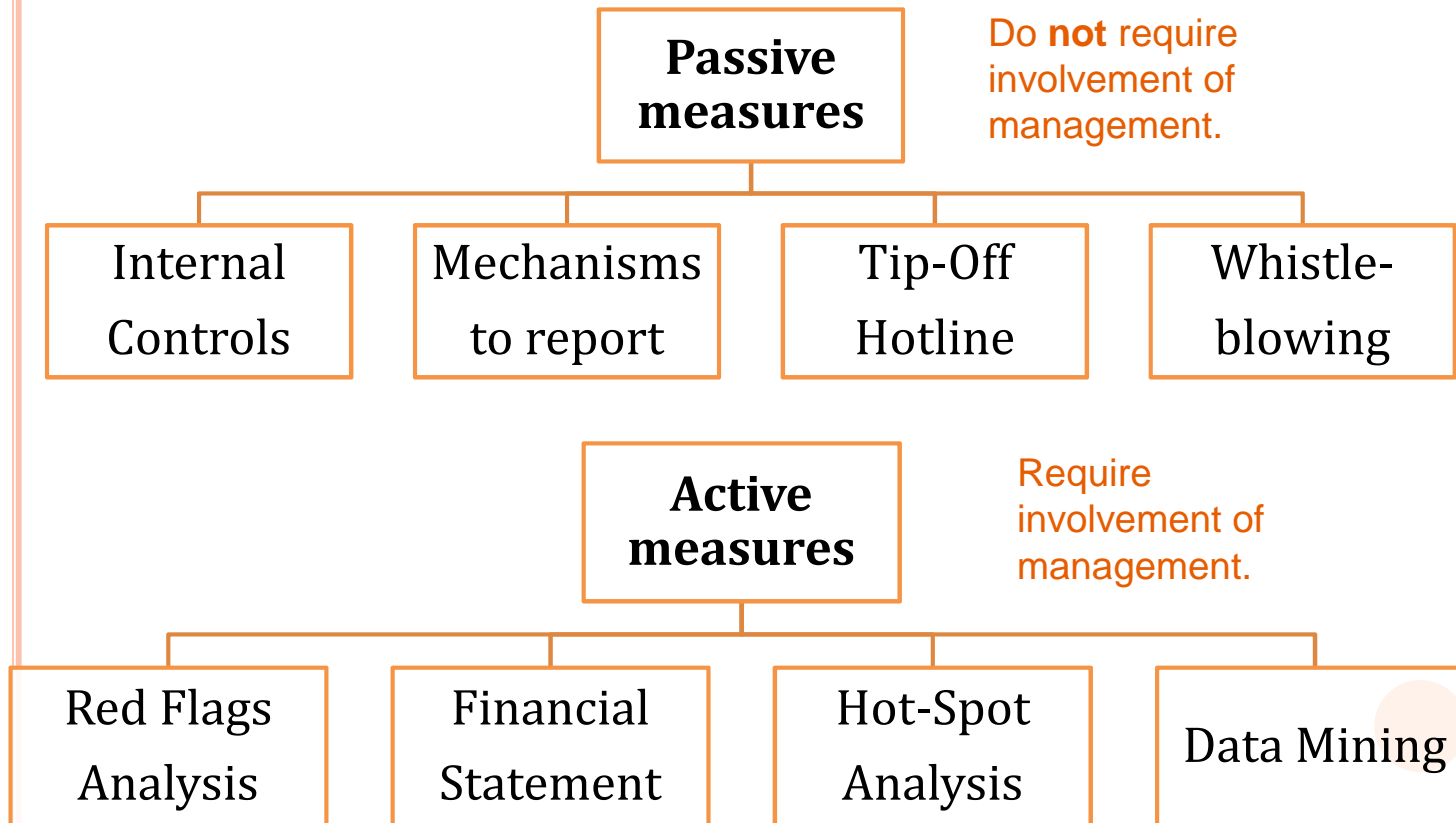 Passive
measures
Do not require
involvement of
management.
Internal
Controls
Mechanisms
to report
Tip-Off
Hotline
Whistle-
blowing
Active
measures
Require
involvement of
management.
Red Flags
Analysis
Financial
Statement
Hot-Spot
Analysis
Data Mining